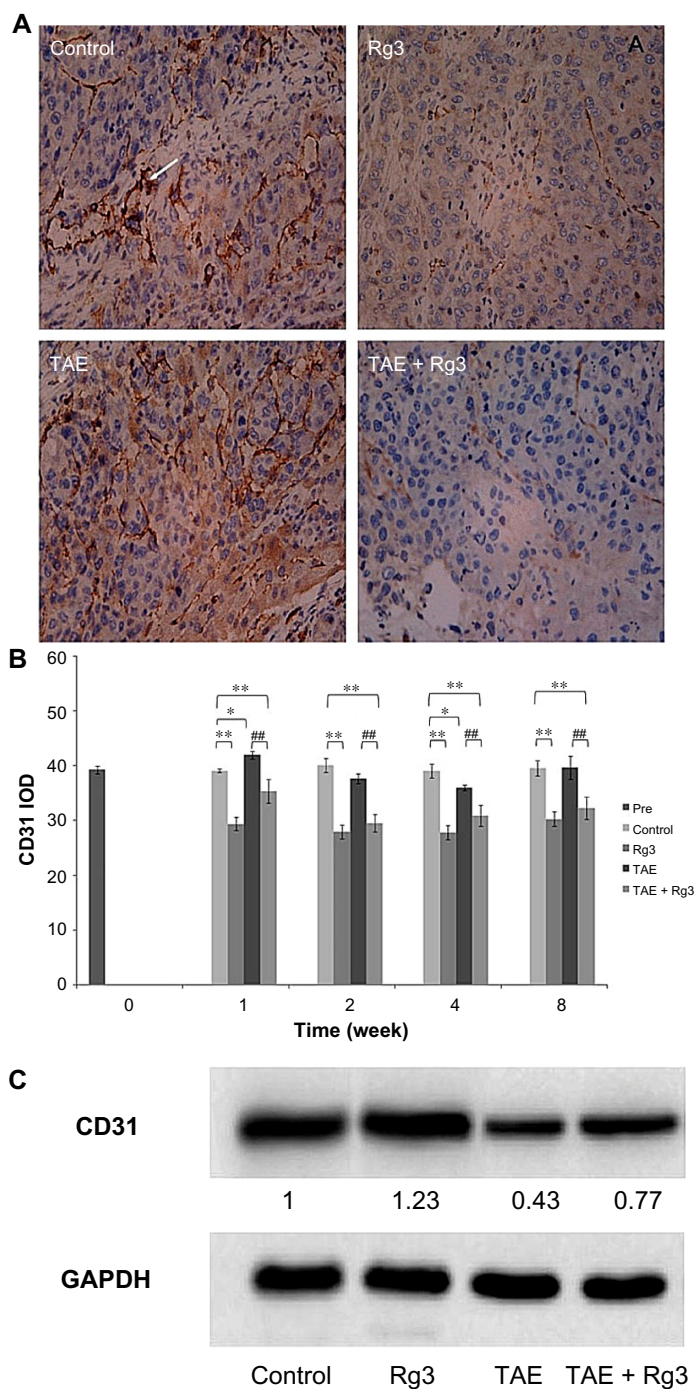 A
Control
Rg3
A
TAE
TAE + Rg3
B
60
50
40
30
20
10
0
CD31 IOD
** * ** ##
** ** ##
** * ** ##
** ** ##
Pre
Control
Rg3
TAE
TAE + Rg3
0 1 2 4 8
Time (week)
C
CD31
1 1.23 0.43 0.77
GAPDH
Control Rg3 TAE TAE + Rg3